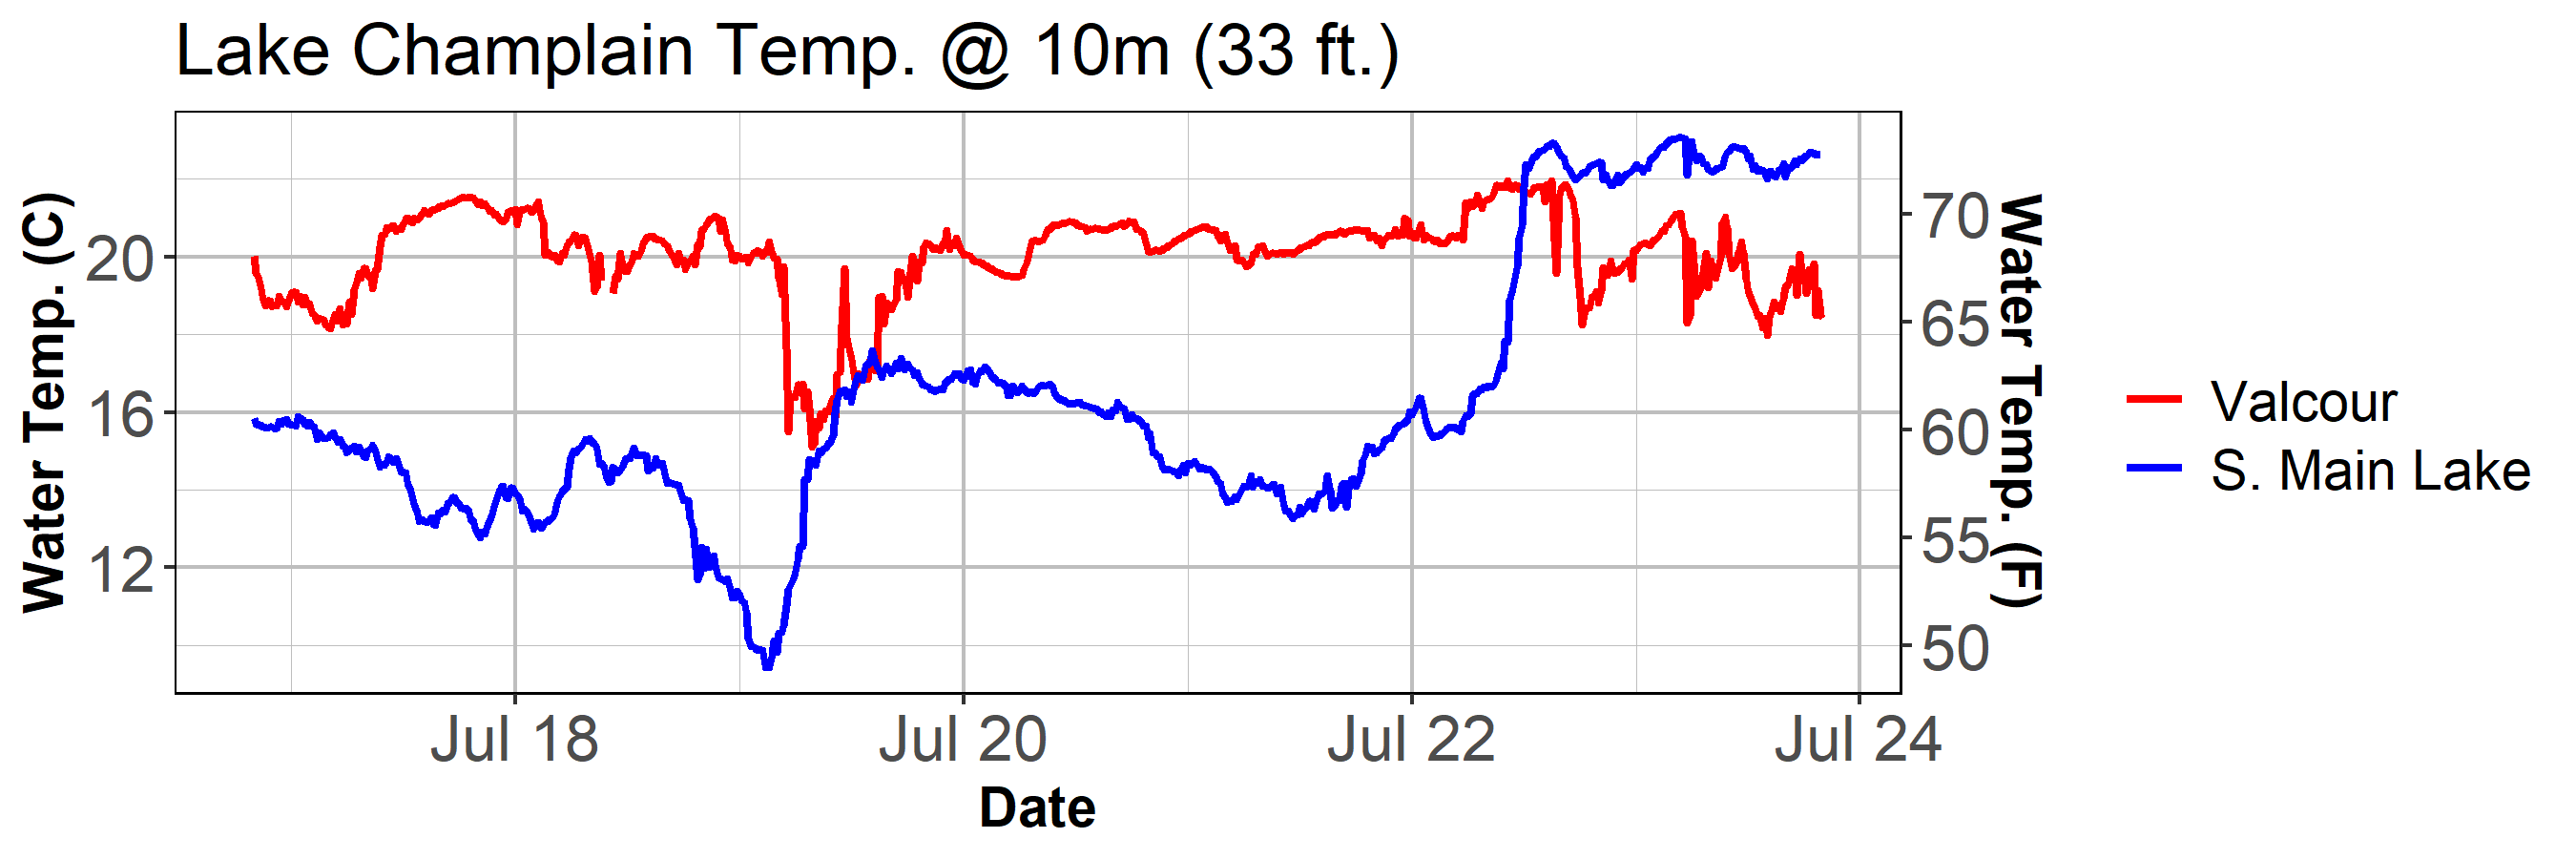 Lake Champlain Temp. @ 10m (33 ft.)
Water Temp. (C)
20
16
12
70
65
60
55
50
Water Temp. (F)
Jul 18
Jul 20
Jul 22
Jul 24
Date
Valcour
S. Main Lake